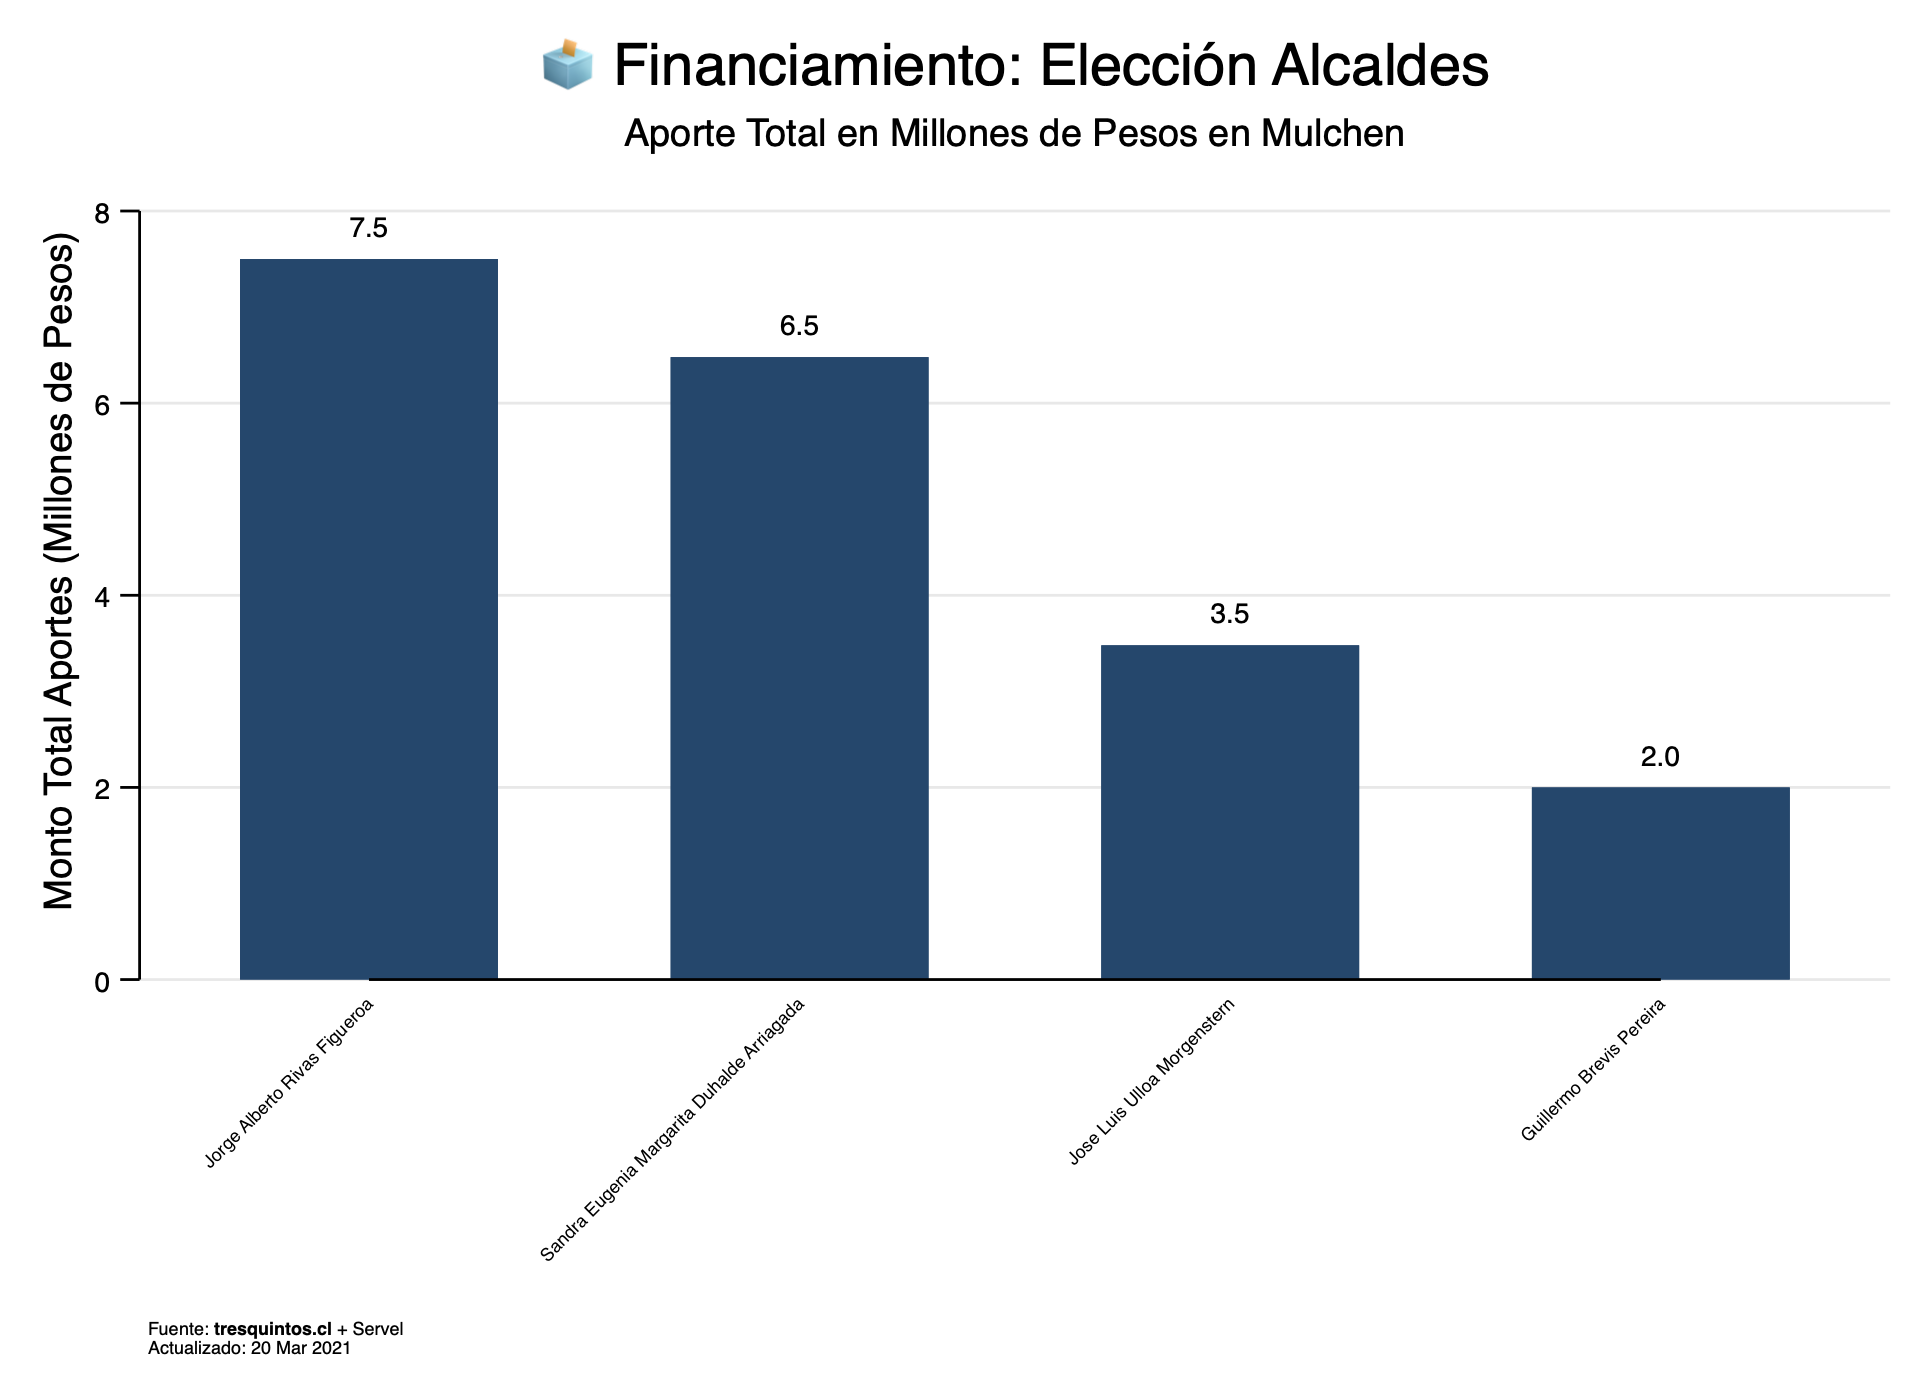 Financiamiento: Elección Alcaldes
Aporte Total en Millones de Pesos en Mulchen
Monto Total Aportes (Millones de Pesos)
8
6
4
2
0
7.5
6.5
3.5
2.0
Jorge Alberto Rivas Figueroa
Sandra Eugenia Margarita Duhalde Arriagada
Jose Luis Ulloa Morgenstern
Guillermo Brevis Pereira
Fuente: tresquintos.cl + Servel
Actualizado: 20 Mar 2021